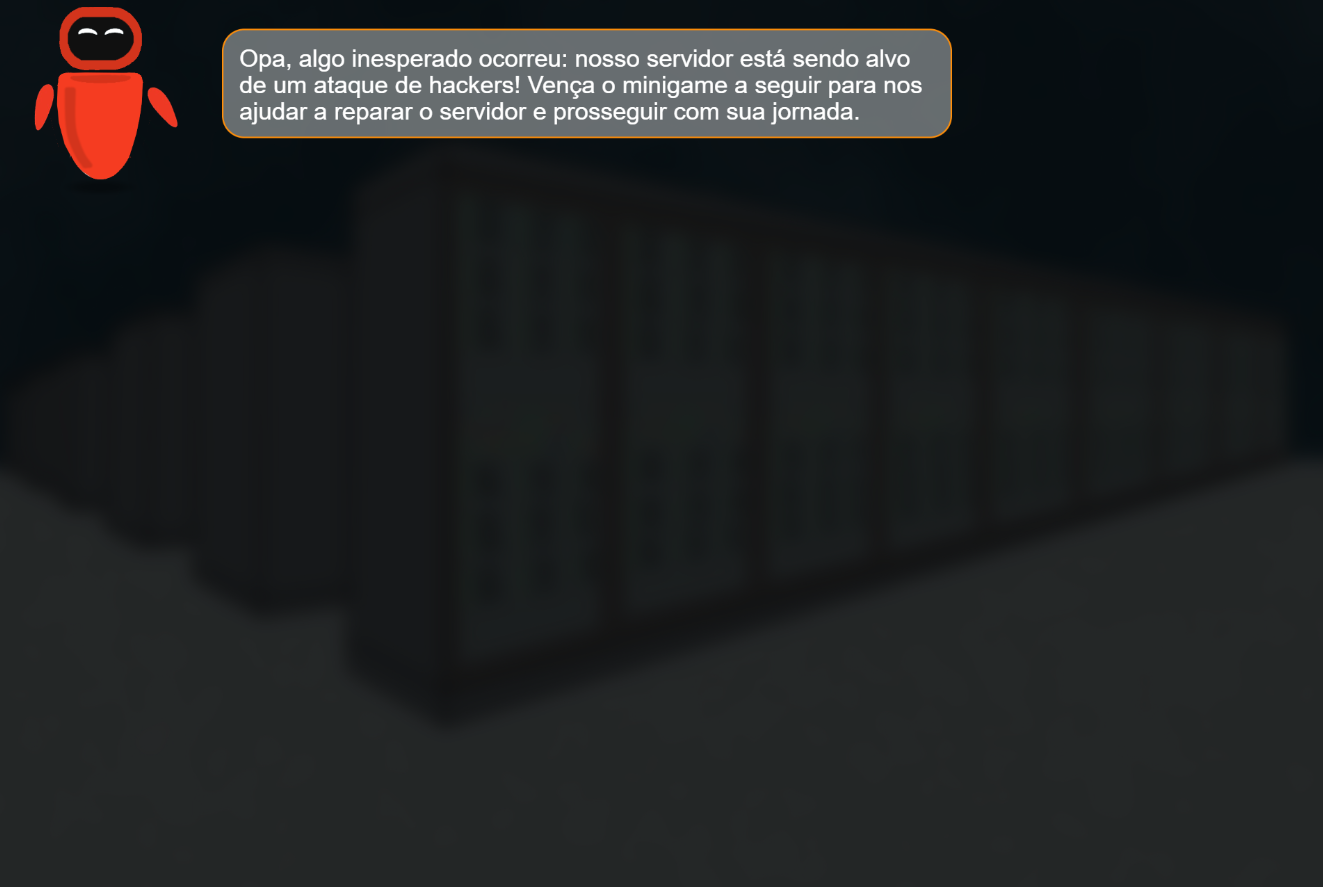 Opa, algo inesperado ocorreu: nosso servidor está sendo alvo
de um ataque de hackers! Vença o minigame a seguir para nos
ajudar a reparar o servidor e prosseguir com sua jornada.